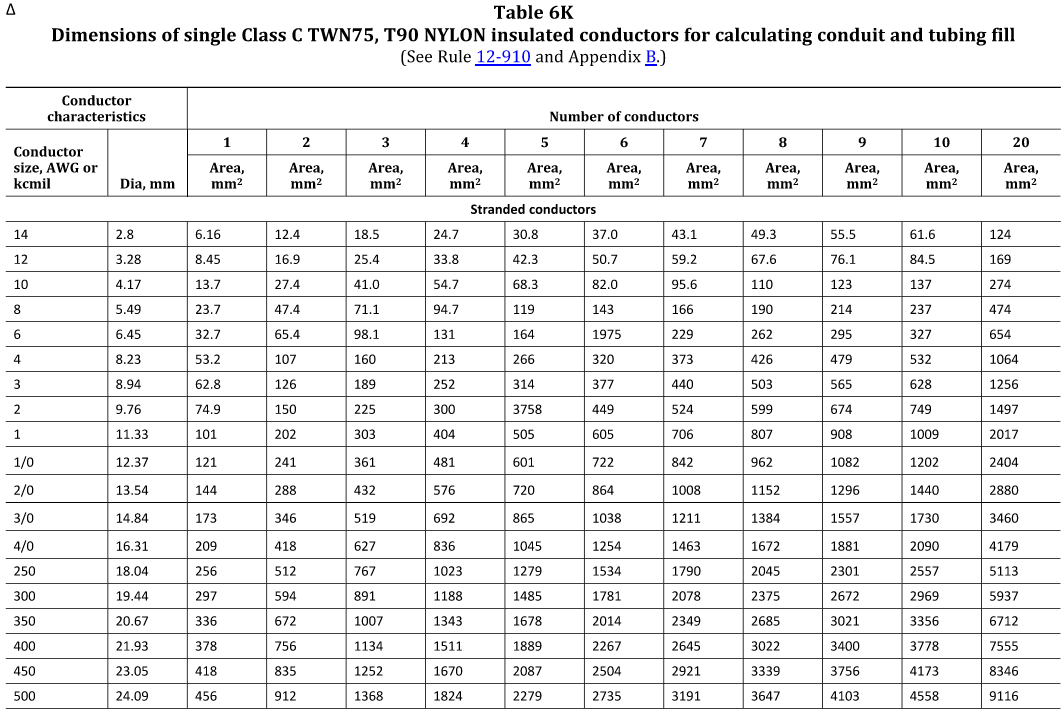 Δ
Table 6K
Dimensions of single Class C TWN75, T90 NYLON insulated conductors for calculating conduit and tubing fill
(See Rule 12-910 and Appendix B.)
Conductor characteristics Number of conductors
Conductor size, AWG or kcmil Dia, mm 1 2 3 4 5 6 7 8 9 10 20
Area, mm² Area, mm² Area, mm² Area, mm² Area, mm² Area, mm² Area, mm² Area, mm² Area, mm² Area, mm² Area, mm²
Stranded conductors
14 2.8 6.16 12.4 18.5 24.7 30.8 37.0 43.1 49.3 55.5 61.6 124
12 3.28 8.45 16.9 25.4 33.8 42.3 50.7 59.2 67.6 76.1 84.5 169
10 4.17 13.7 27.4 41.0 54.7 68.3 82.0 95.6 110 123 137 274
8 5.49 23.7 47.4 71.1 94.7 119 143 166 190 214 237 474
6 6.45 32.7 65.4 98.1 131 164 1975 229 262 295 327 654
4 8.23 53.2 107 160 213 266 320 373 426 479 532 1064
3 8.94 62.8 126 189 252 314 377 440 503 565 628 1256
2 9.76 74.9 150 225 300 3758 449 524 599 674 749 1497
1 11.33 101 202 303 404 505 605 706 807 908 1009 2017
1/0 12.37 121 241 361 481 601 722 842 962 1082 1202 2404
2/0 13.54 144 288 432 576 720 864 1008 1152 1296 1440 2880
3/0 14.84 173 346 519 692 865 1038 1211 1384 1557 1730 3460
4/0 16.31 209 418 627 836 1045 1254 1463 1672 1881 2090 4179
250 18.04 256 512 767 1023 1279 1534 1790 2045 2301 2557 5113
300 19.44 297 594 891 1188 1485 1781 2078 2375 2672 2969 5937
350 20.67 336 672 1007 1343 1678 2014 2349 2685 3021 3356 6712
400 21.93 378 756 1134 1511 1889 2267 2645 3022 3400 3778 7555
450 23.05 418 835 1252 1670 2087 2504 2921 3339 3756 4173 8346
500 24.09 456 912 1368 1824 2279 2735 3191 3647 4103 4558 9116